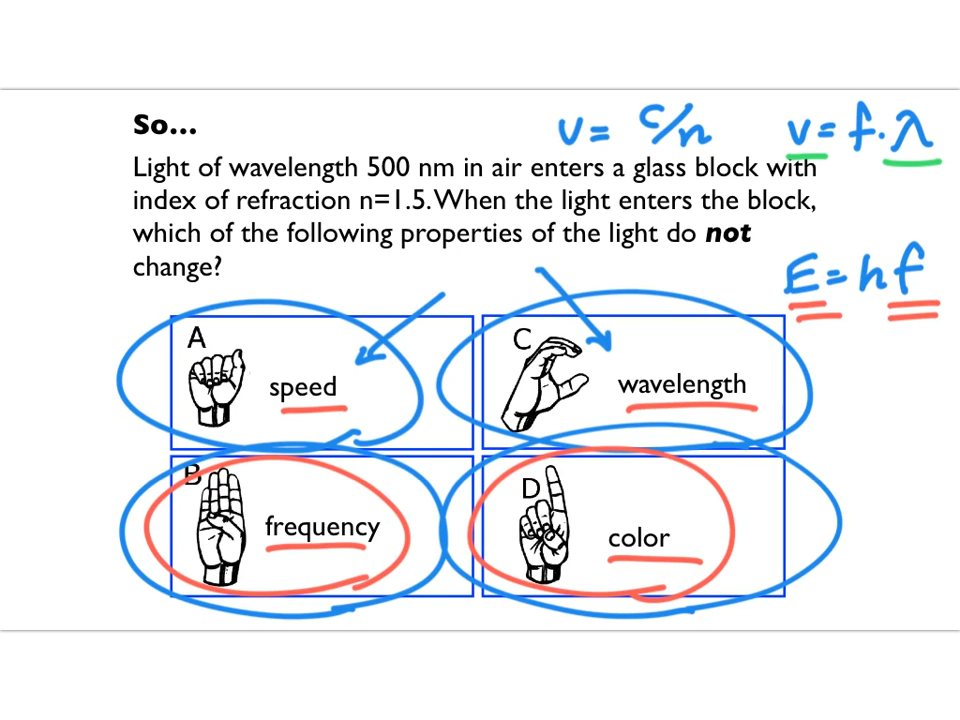 So...
v = c/n
v = f·λ
Light of wavelength 500 nm in air enters a glass block with
index of refraction n=1.5. When the light enters the block,
which of the following properties of the light do not
change?
E = hf
A
speed
C
wavelength
B
frequency
D
color